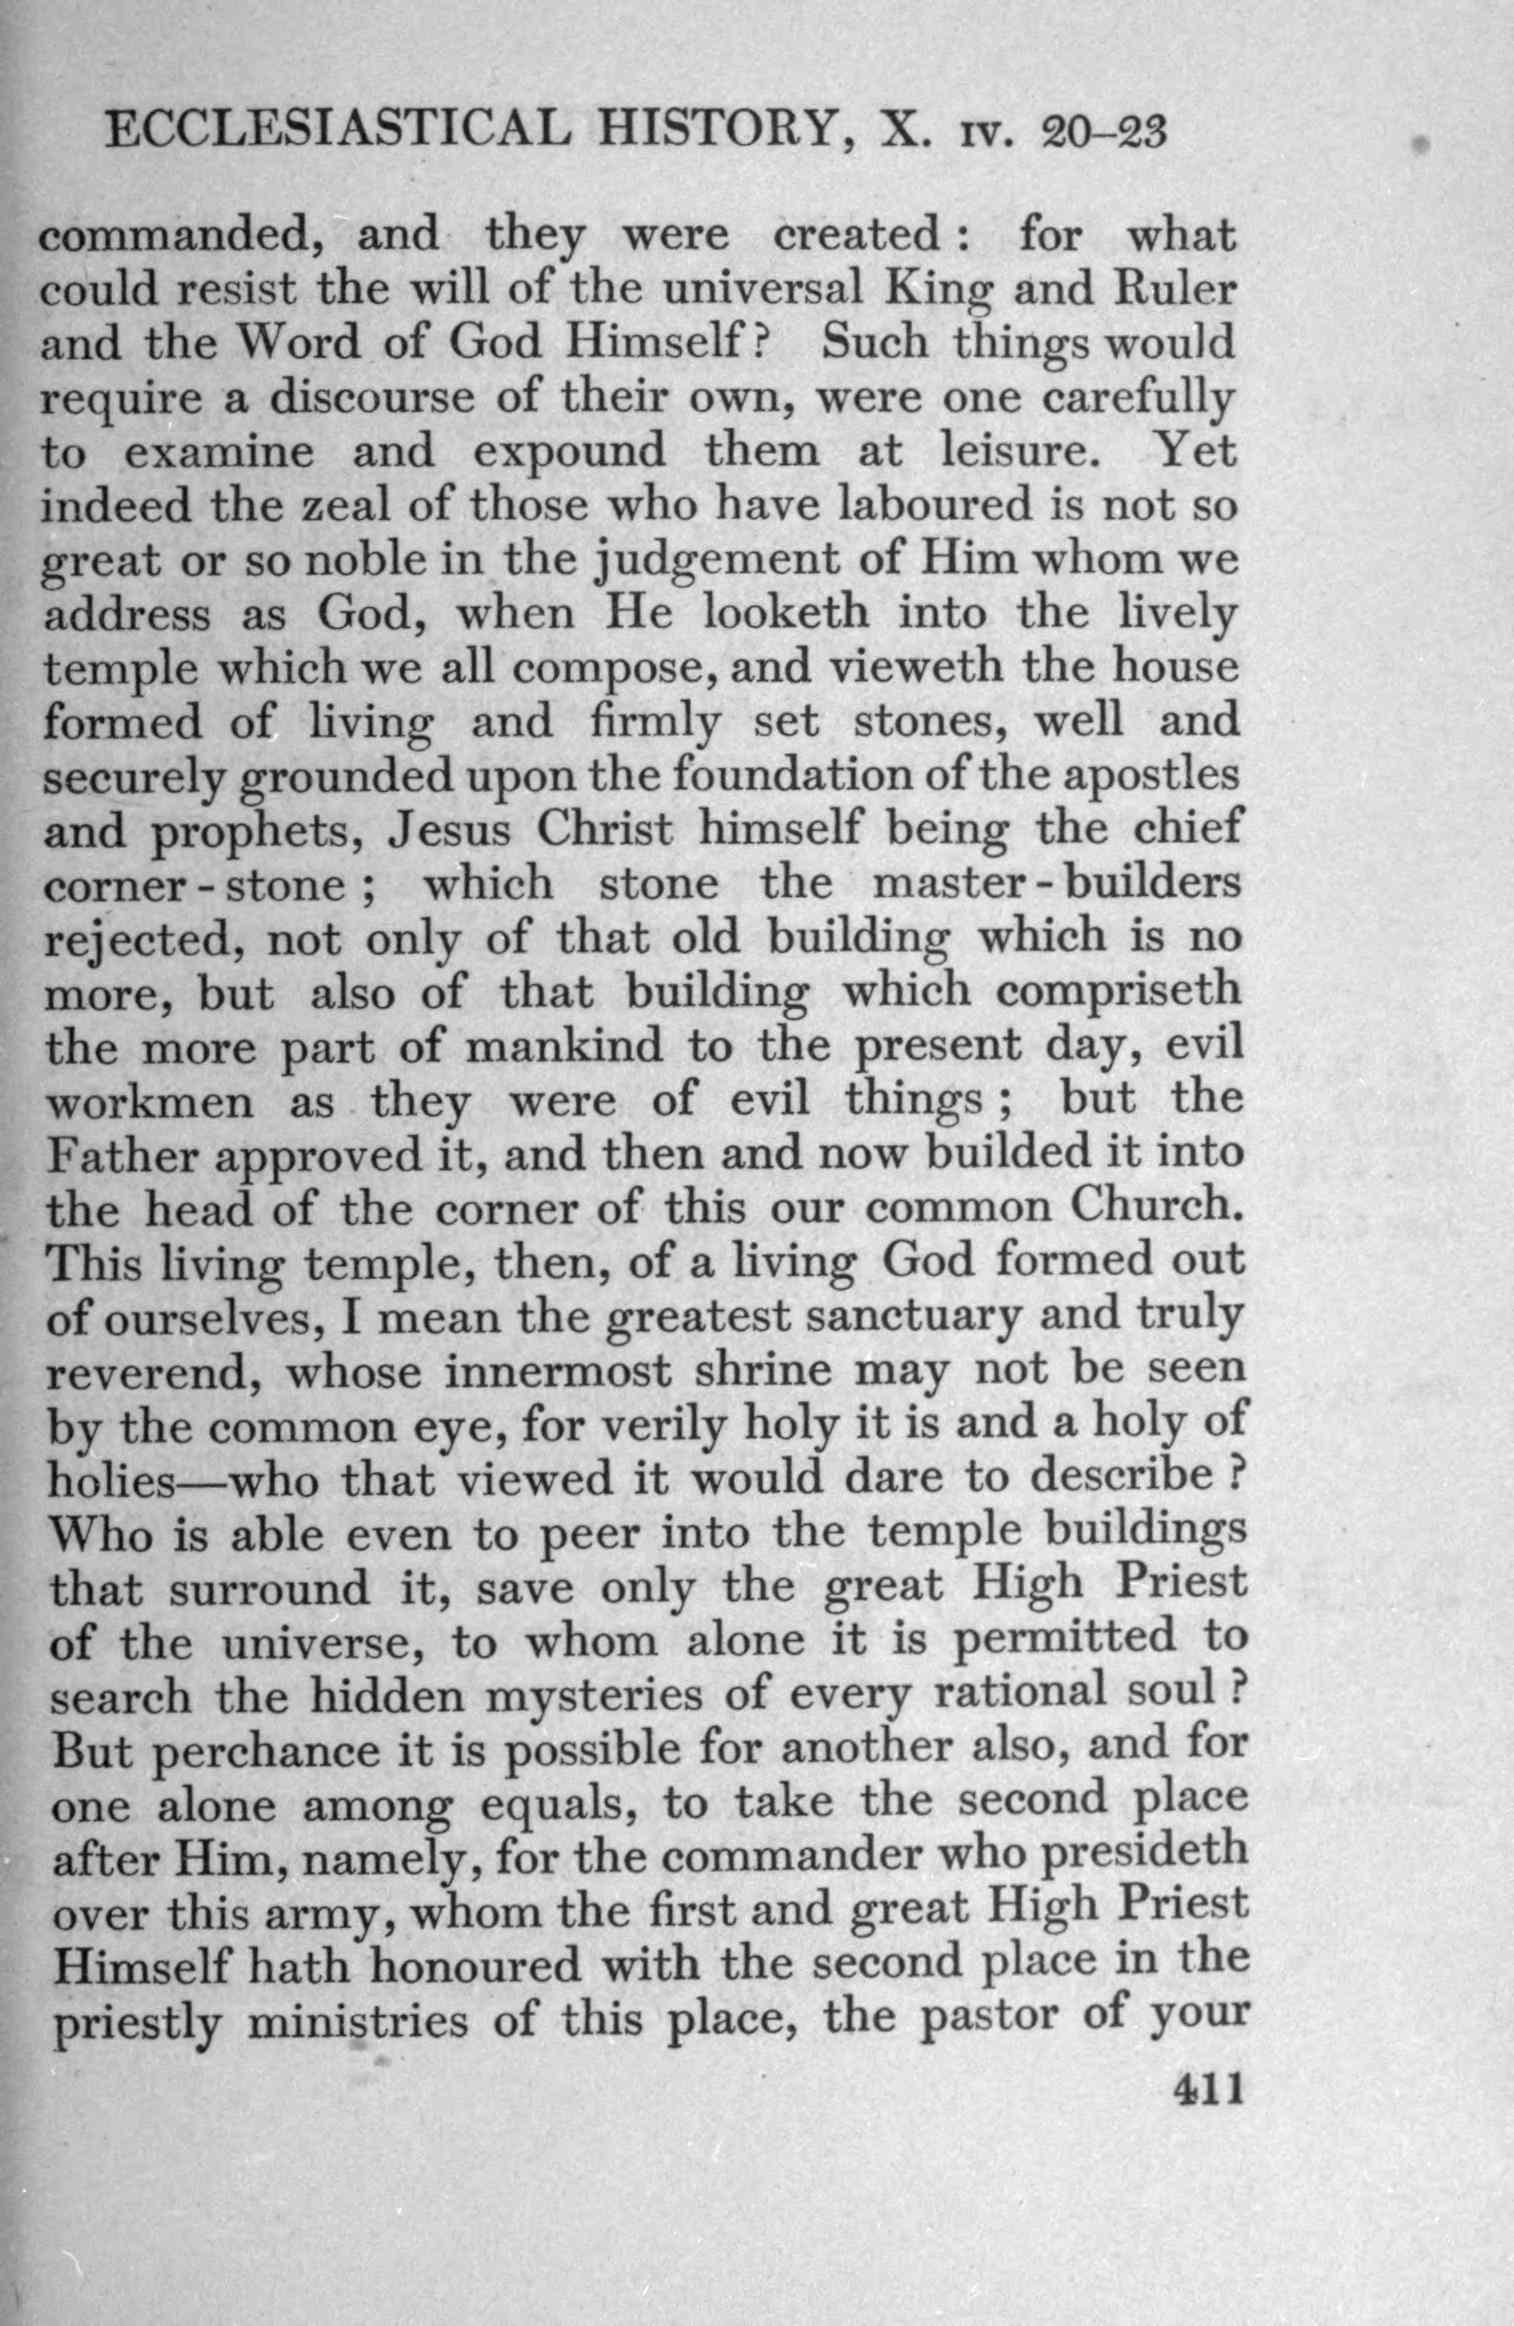 ECCLESIASTICAL HISTORY, X. IV. 20–23
commanded, and they were created : for what
could resist the will of the universal King and Ruler
and the Word of God Himself? Such things would
require a discourse of their own, were one carefully
to examine and expound them at leisure. Yet
indeed the zeal of those who have laboured is not so
great or so noble in the judgement of Him whom we
address as God, when He looketh into the lively
temple which we all compose, and vieweth the house
formed of living and firmly set stones, well and
securely grounded upon the foundation of the apostles
and prophets, Jesus Christ himself being the chief
corner - stone ; which stone the master - builders
rejected, not only of that old building which is no
more, but also of that building which compriseth
the more part of mankind to the present day, evil
workmen as they were of evil things ; but the
Father approved it, and then and now builded it into
the head of the corner of this our common Church.
This living temple, then, of a living God formed out
of ourselves, I mean the greatest sanctuary and truly
reverend, whose innermost shrine may not be seen
by the common eye, for verily holy it is and a holy of
holies—who that viewed it would dare to describe ?
Who is able even to peer into the temple buildings
that surround it, save only the great High Priest
of the universe, to whom alone it is permitted to
search the hidden mysteries of every rational soul ?
But perchance it is possible for another also, and for
one alone among equals, to take the second place
after Him, namely, for the commander who presideth
over this army, whom the first and great High Priest
Himself hath honoured with the second place in the
priestly ministries of this place, the pastor of your
411